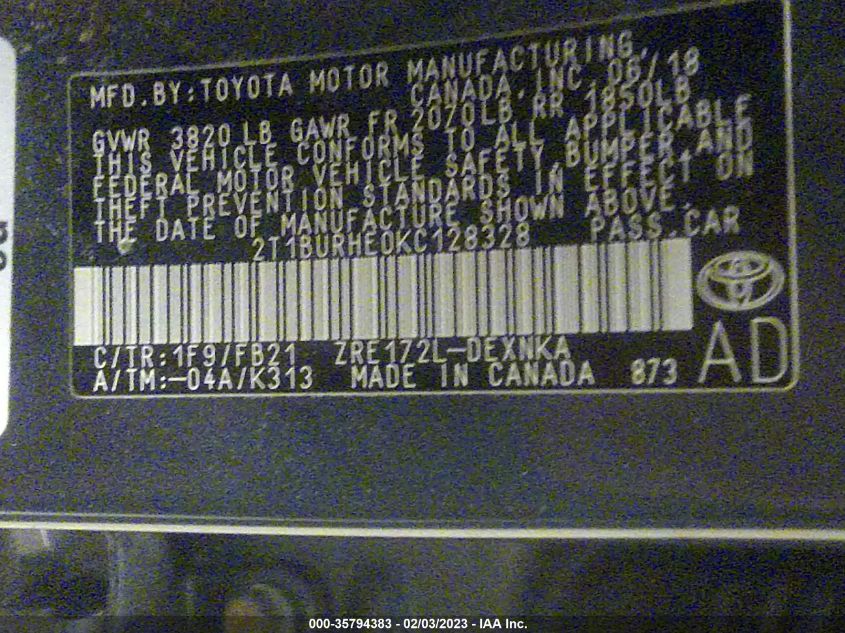 MFD.BY:TOYOTA MOTOR MANUFACTURING
CANADA,INC. 06/18
GVWR 3820 LB GAWR FR 2070LB RR 1850LB
THIS VEHICLE CONFORMS TO ALL APPLICABLE
FEDERAL MOTOR VEHICLE SAFETY,BUMPER,AND
THEFT PREVENTION STANDARDS IN EFFECT ON
THE DATE OF MANUFACTURE SHOWN ABOVE.
2T1BURHE0KC128328 PASS.CAR
C/TR:1F9/FB21 ZRE172L-DEXNKA
A/TM:-04A/K313 MADE IN CANADA 873
AD
000-35794383 - 02/03/2023 - IAA Inc.